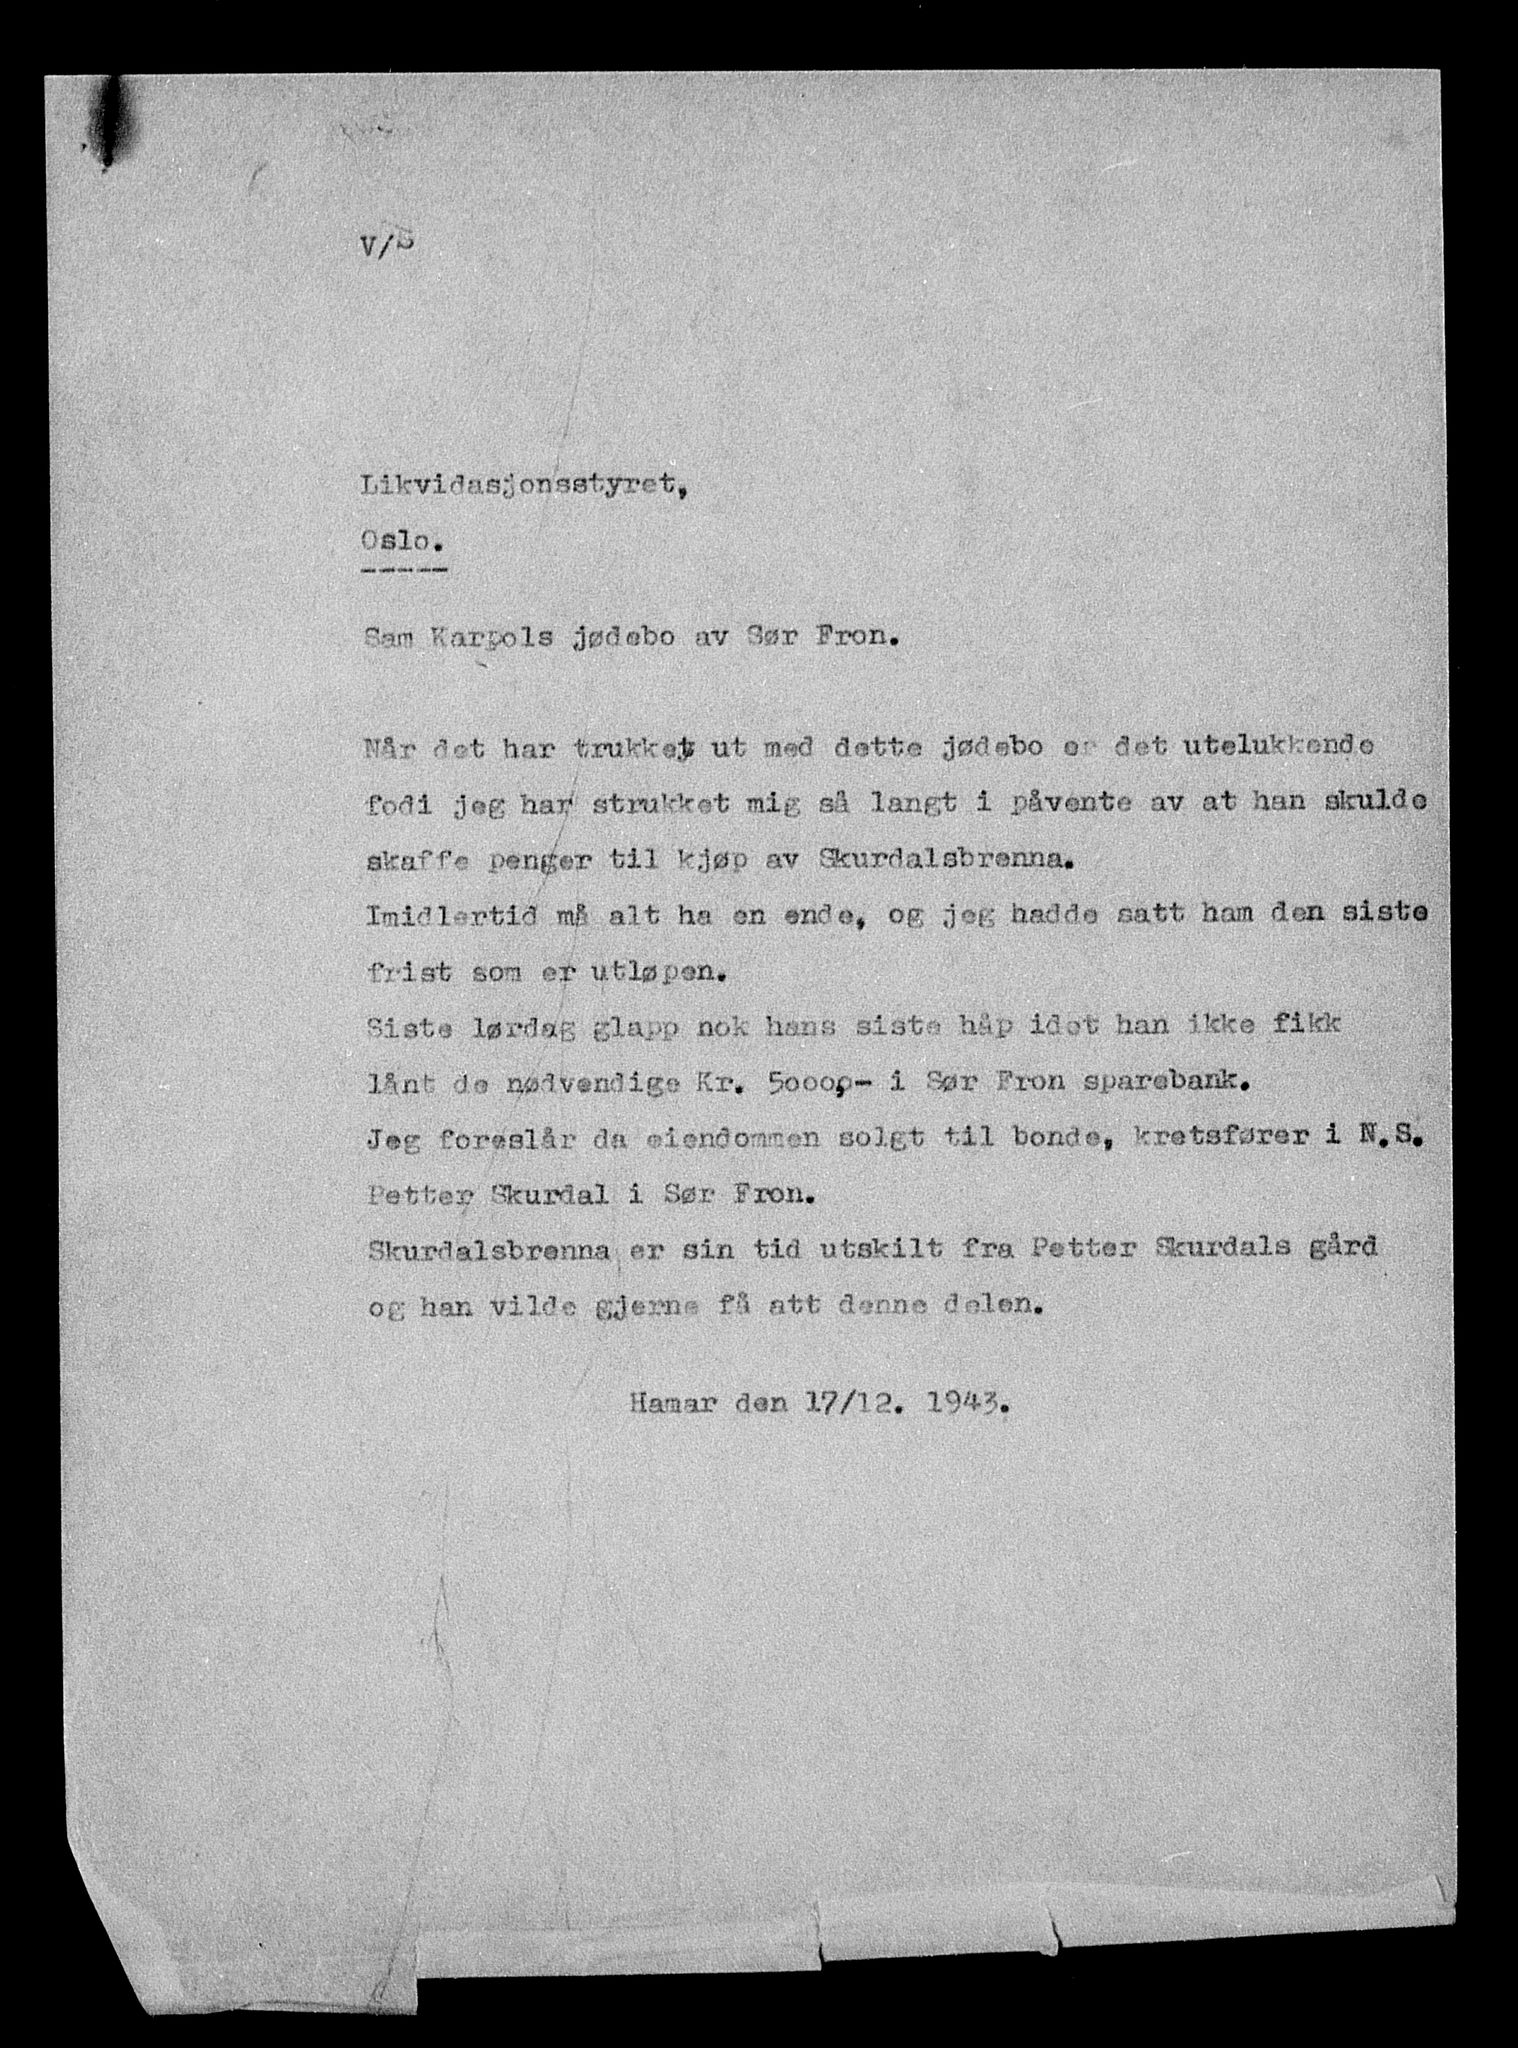 V/S
Likvidasjonsstyret,
Oslo.
Sam Karpols jødebo av Sør Fron.
Når det har trukket ut med dette jødebo er det utelukkende
fodi jeg har strukket mig så langt i påvente av at han skulde
skaffe penger til kjøp av Skurdalsbrenna.
Imidlertid må alt ha en ende, og jeg hadde satt ham den siste
frist som er utløpen.
Siste lørdag glapp nok hans siste håp idet han ikke fikk
lånt de nødvendige Kr. 5000,- i Sør Fron sparebank.
Jeg foreslår da eiendommen solgt til bonde, kretsfører i N.S.
Petter Skurdal i Sør Fron.
Skurdalsbrenna er sin tid utskilt fra Petter Skurdals gård
og han vilde gjerne få att denne delen.
Hamar den 17/12. 1943.